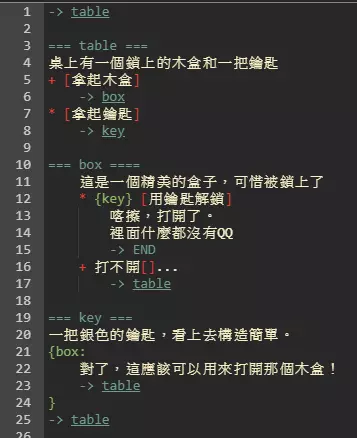 1 -> table
2
3 === table ===
4 桌上有一個鎖上的木盒和一把鑰匙
5 + [拿起木盒]
6 -> box
7 * [拿起鑰匙]
8 -> key
9
10 === box ====
11 這是一個精美的盒子，可惜被鎖上了
12 * {key} [用鑰匙解鎖]
13 喀擦，打開了。
14 裡面什麼都沒有QQ
15 -> END
16 + 打不開[]...
17 -> table
18
19 === key ===
20 一把銀色的鑰匙，看上去構造簡單。
21 {box:
22 對了，這應該可以用來打開那個木盒！
23 -> table
24 }
25 -> table
26